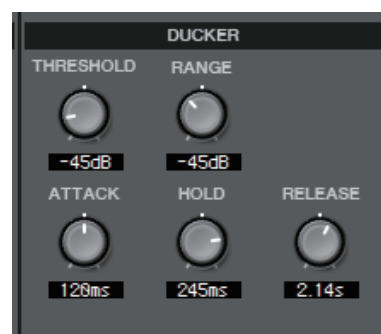 DUCKER
THRESHOLD RANGE
-45dB -45dB
ATTACK HOLD RELEASE
120ms 245ms 2.14s